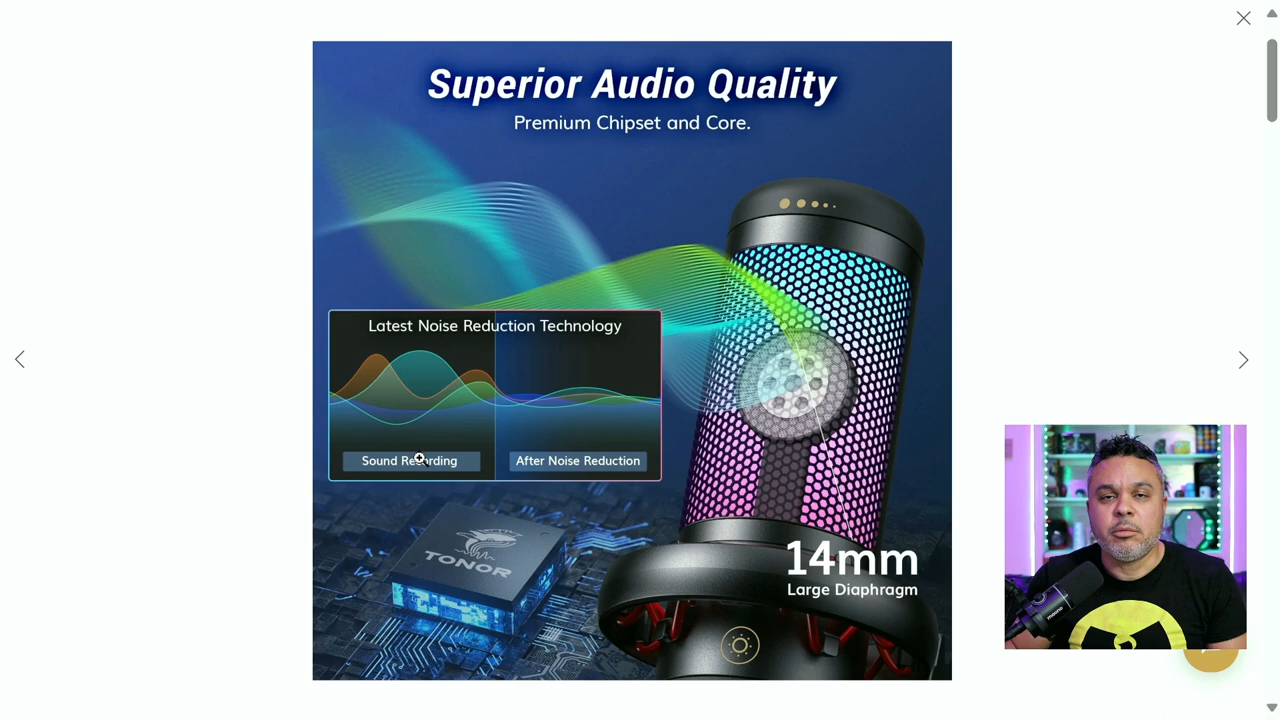 Superior Audio Quality
Premium Chipset and Core.
Latest Noise Reduction Technology
Sound Recording
After Noise Reduction
TONOR
14mm
Large Diaphragm
maono